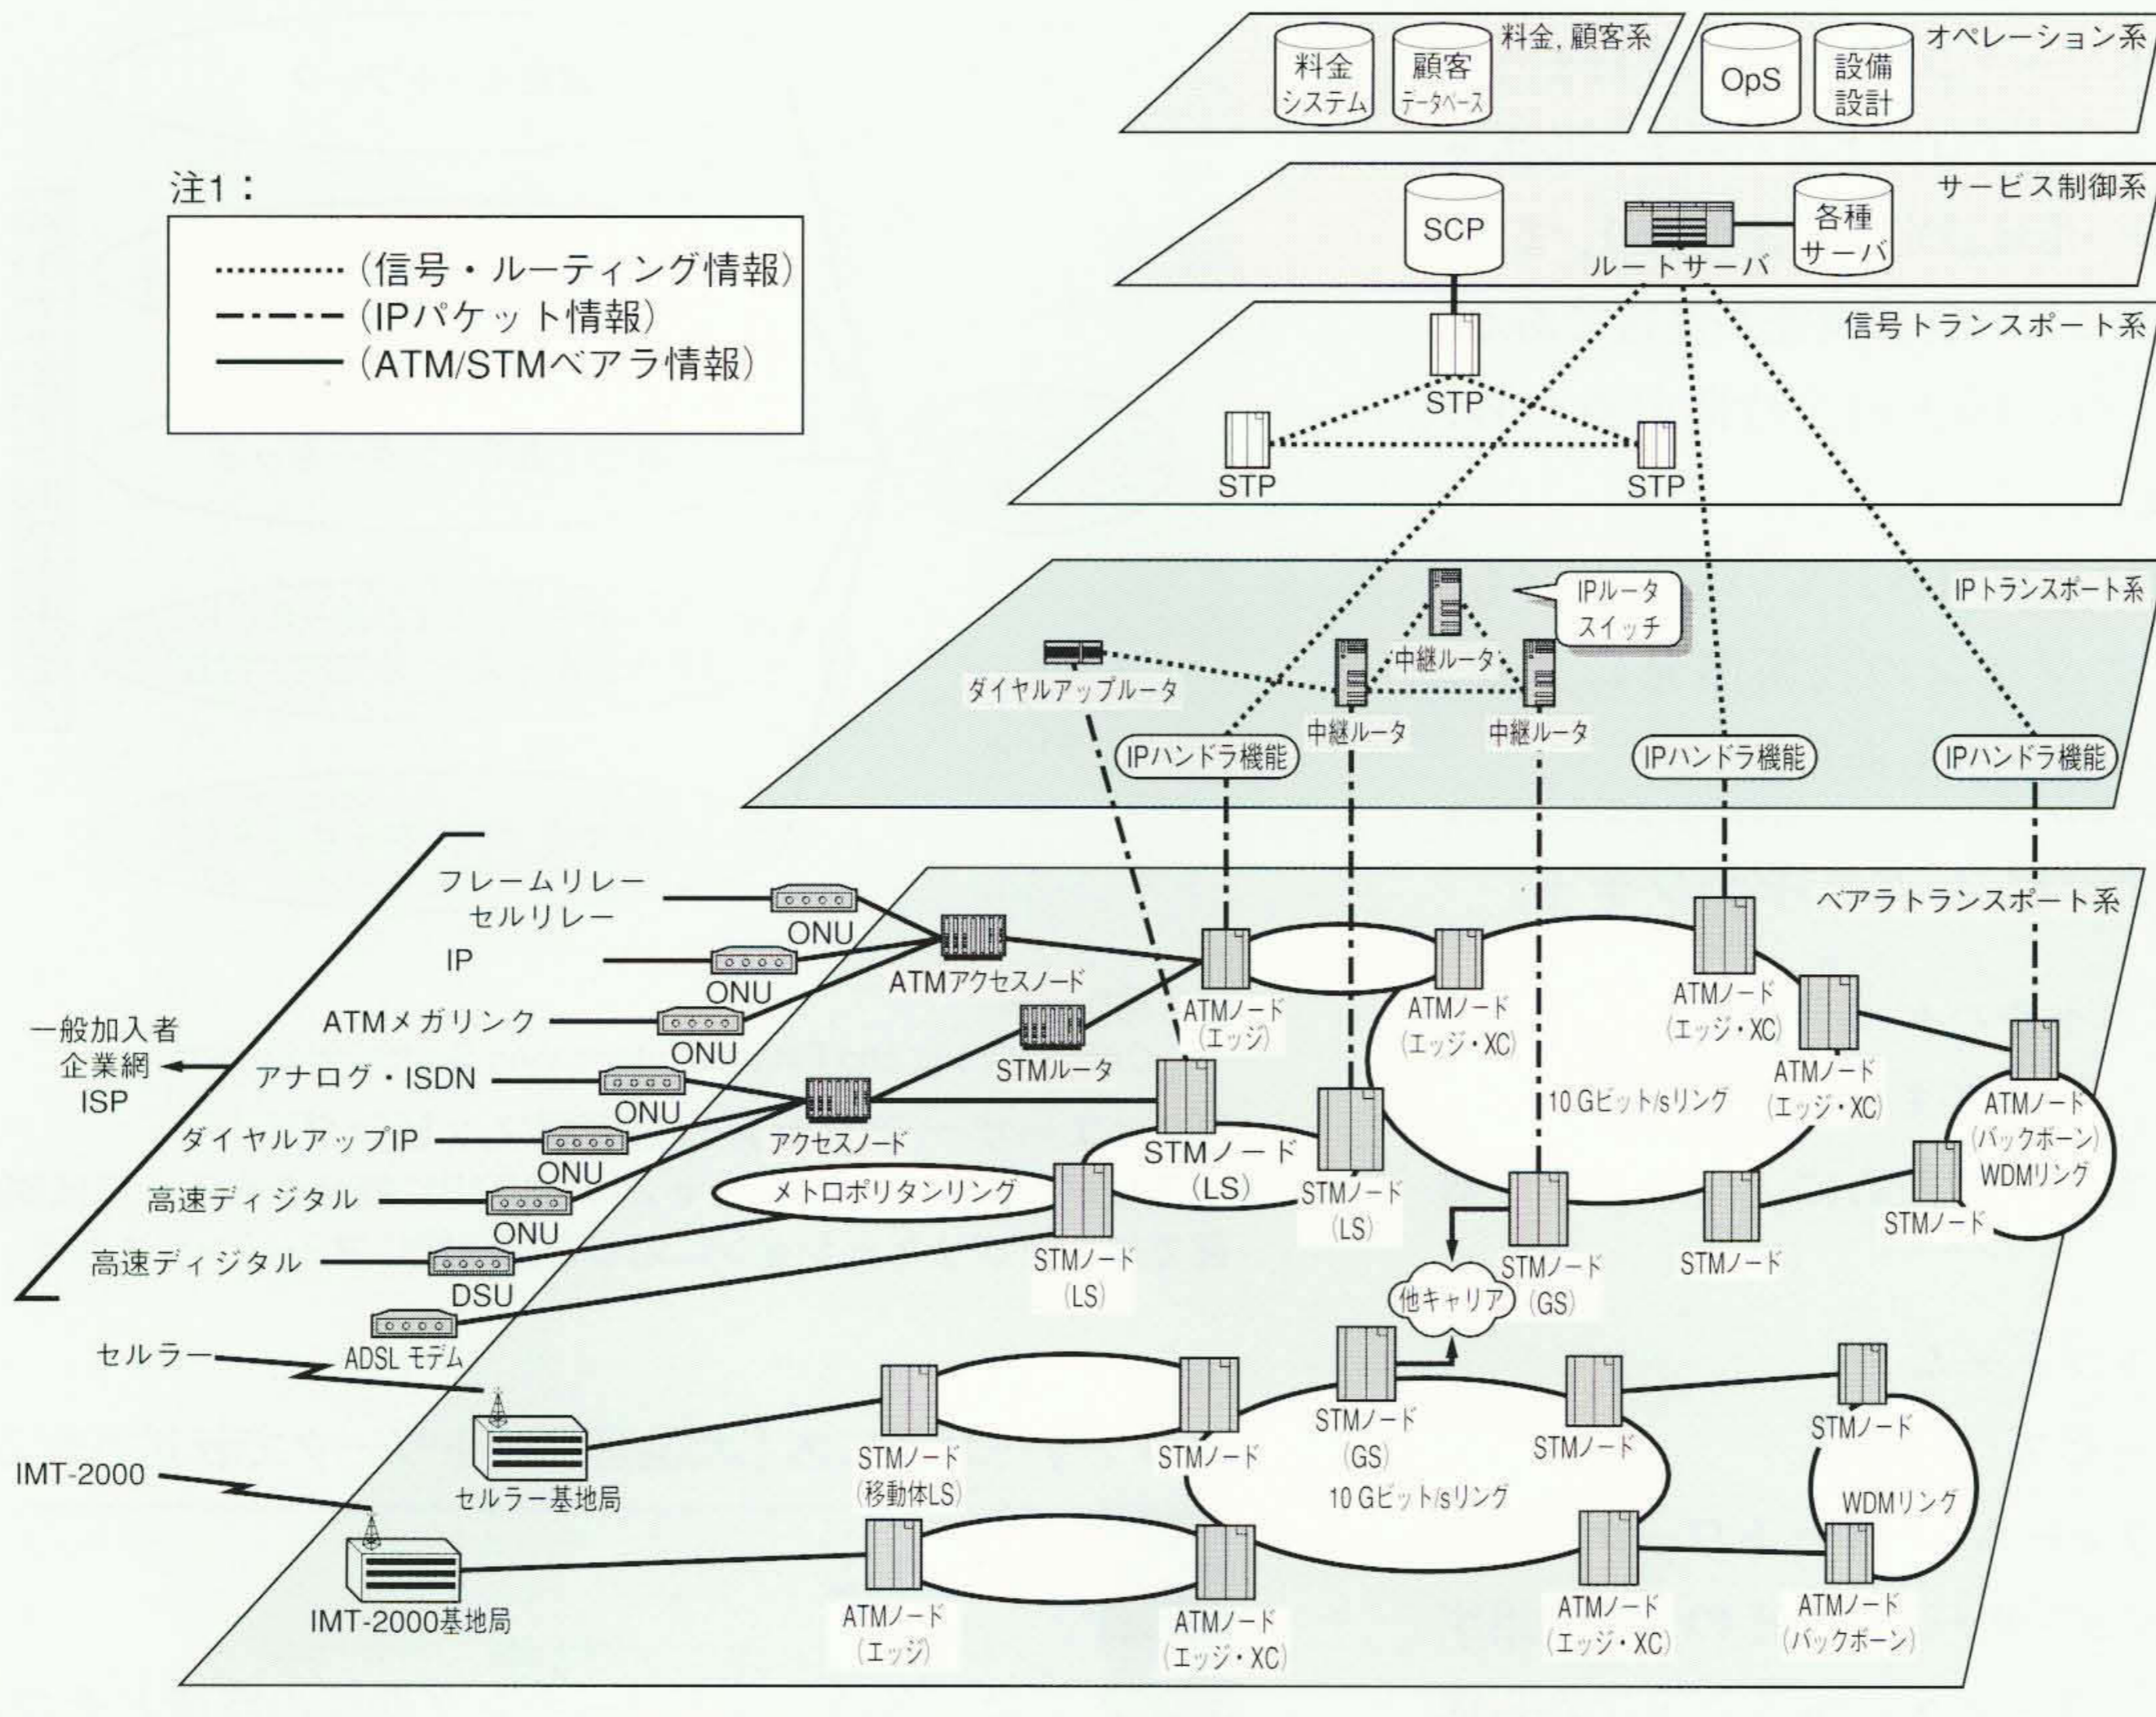 料金, 顧客系
料金
システム
顧客
データベース
オペレーション系
OpS
設備
設計
注1：
(信号・ルーティング情報)
(IPパケット情報)
(ATM/STMベアラ情報)
サービス制御系
SCP
ルートサーバ
各種
サーバ
信号トランスポート系
STP
STP
STP
IPトランスポート系
IPルータ
スイッチ
中継ルータ
ダイヤルアップルータ
中継ルータ
中継ルータ
IPハンドラ機能
IPハンドラ機能
IPハンドラ機能
ベアラトランスポート系
一般加入者
企業網
ISP
フレームリレー
セルリレー
ONU
IP
ONU
ATMメガリンク
ONU
アナログ・ISDN
ONU
ダイヤルアップIP
ONU
高速ディジタル
ONU
高速ディジタル
DSU
ADSL モデム
セルラー
セルラー基地局
IMT-2000
IMT-2000基地局
ATMアクセスノード
STMルータ
アクセスノード
メトロポリタンリング
ATMノード
(エッジ)
ATMノード
(エッジ・XC)
ATMノード
(エッジ・XC)
ATMノード
(エッジ・XC)
10 Gビット/sリング
ATMノード
(バックボーン)
WDMリング
STMノード
(LS)
STMノード
(LS)
STMノード
(LS)
STMノード
(GS)
STMノード
STMノード
他キャリア
STMノード
(移動体LS)
STMノード
STMノード
(GS)
STMノード
STMノード
10 Gビット/sリング
WDMリング
ATMノード
(エッジ)
ATMノード
(エッジ・XC)
ATMノード
(エッジ・XC)
ATMノード
(バックボーン)